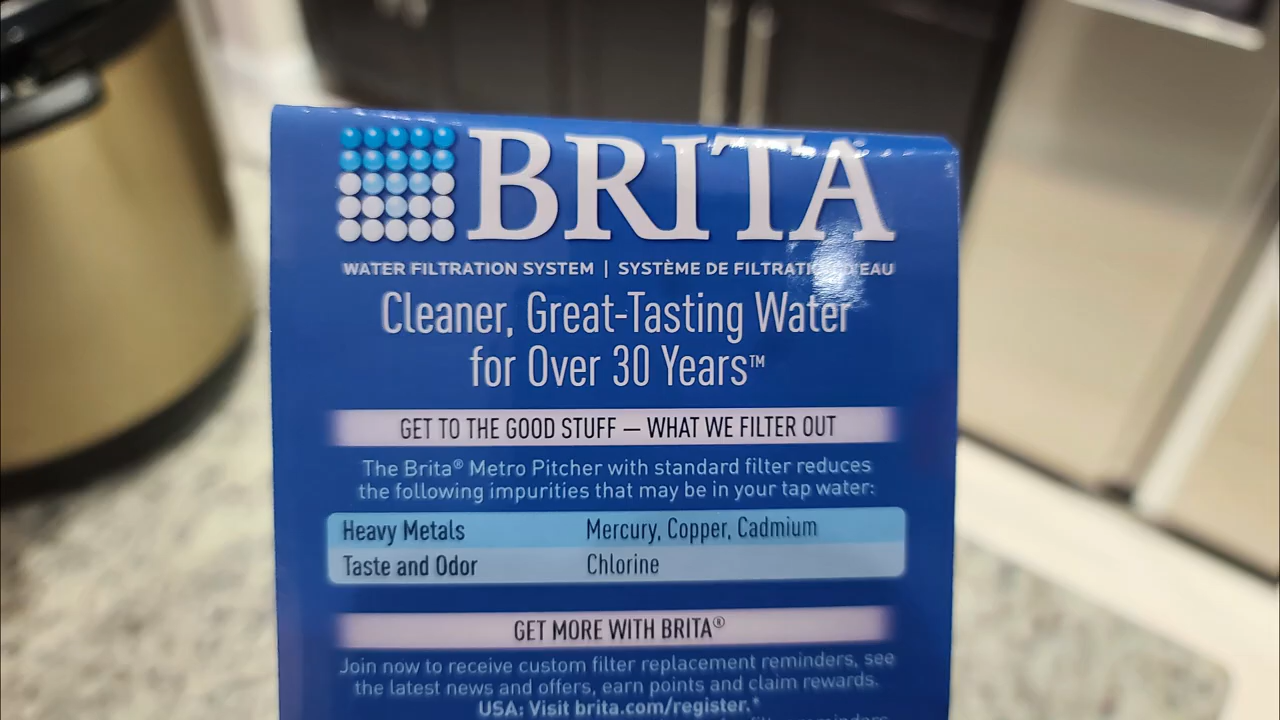 BRITA
WATER FILTRATION SYSTEM | SYSTÈME DE FILTRATION D'EAU
Cleaner, Great-Tasting Water
for Over 30 Years™
GET TO THE GOOD STUFF — WHAT WE FILTER OUT
The Brita® Metro Pitcher with standard filter reduces
the following impurities that may be in your tap water:
Heavy Metals Mercury, Copper, Cadmium
Taste and Odor Chlorine
GET MORE WITH BRITA®
Join now to receive custom filter replacement reminders, see
the latest news and offers, earn points and claim rewards.
USA: Visit brita.com/register.*
filter reminders